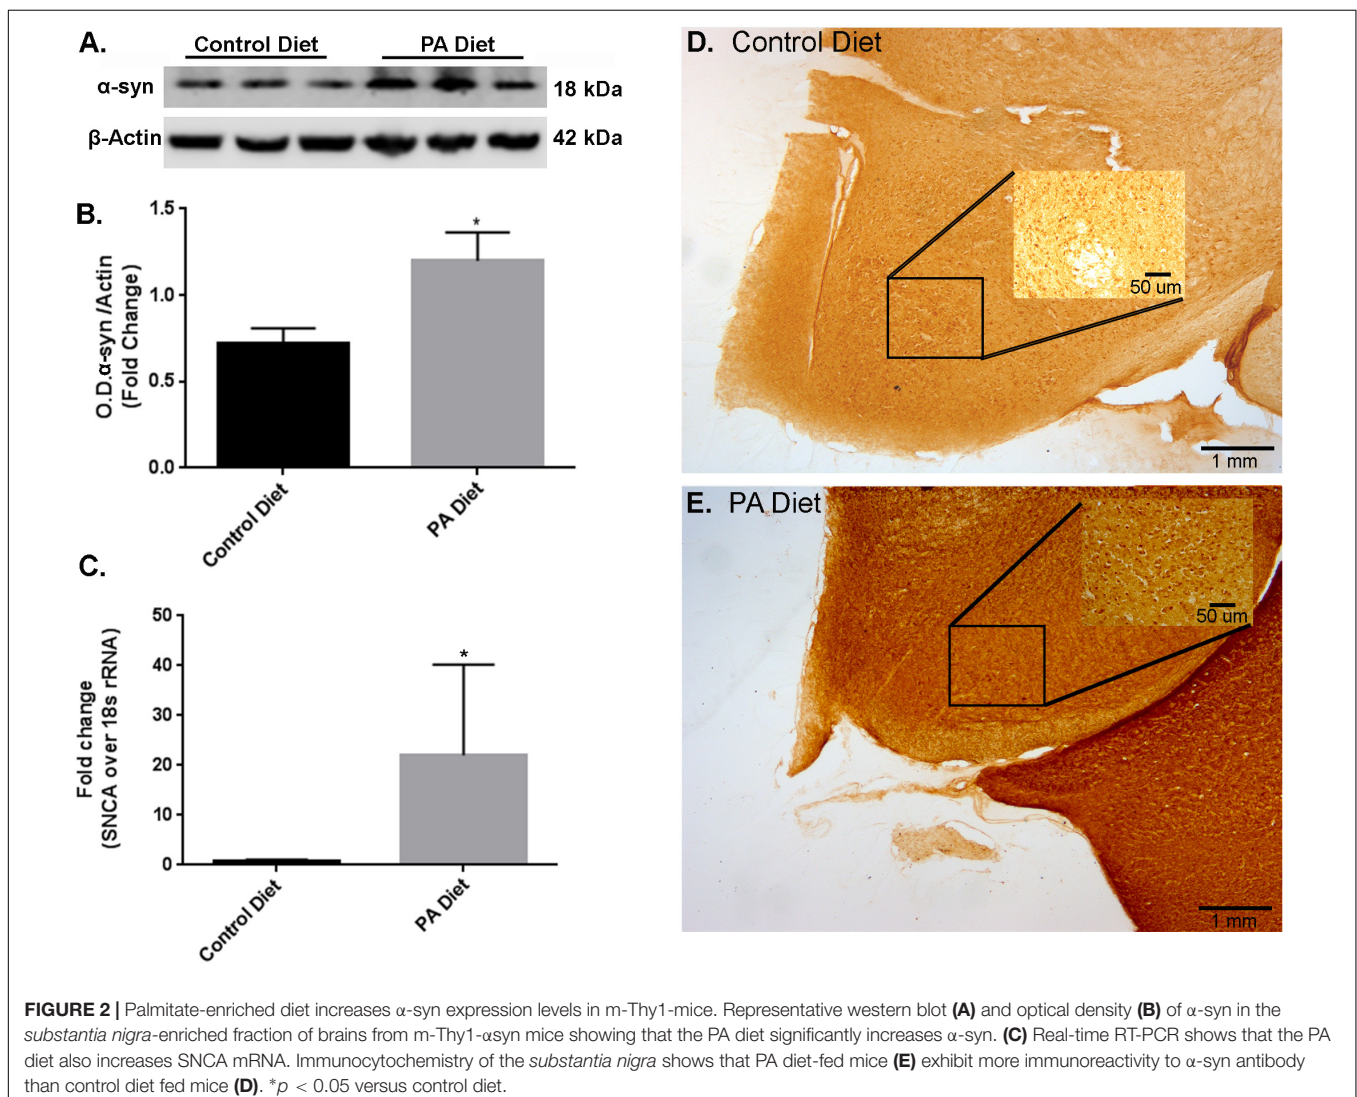 A.
Control Diet PA Diet
α-syn 18 kDa
β-Actin 42 kDa
B.
1.5
1.0
0.5
0.0
O.D.α-syn /Actin
(Fold Change)
*
Control Diet
PA Diet
C.
50
40
30
20
10
0
Fold change
(SNCA over 18s rRNA)
*
Control Diet
PA Diet
D. Control Diet
50 um
1 mm
E. PA Diet
50 um
1 mm
FIGURE 2 | Palmitate-enriched diet increases α-syn expression levels in m-Thy1-mice. Representative western blot (A) and optical density (B) of α-syn in the
substantia nigra-enriched fraction of brains from m-Thy1-αsyn mice showing that the PA diet significantly increases α-syn. (C) Real-time RT-PCR shows that the PA
diet also increases SNCA mRNA. Immunocytochemistry of the substantia nigra shows that PA diet-fed mice (E) exhibit more immunoreactivity to α-syn antibody
than control diet fed mice (D). *p < 0.05 versus control diet.